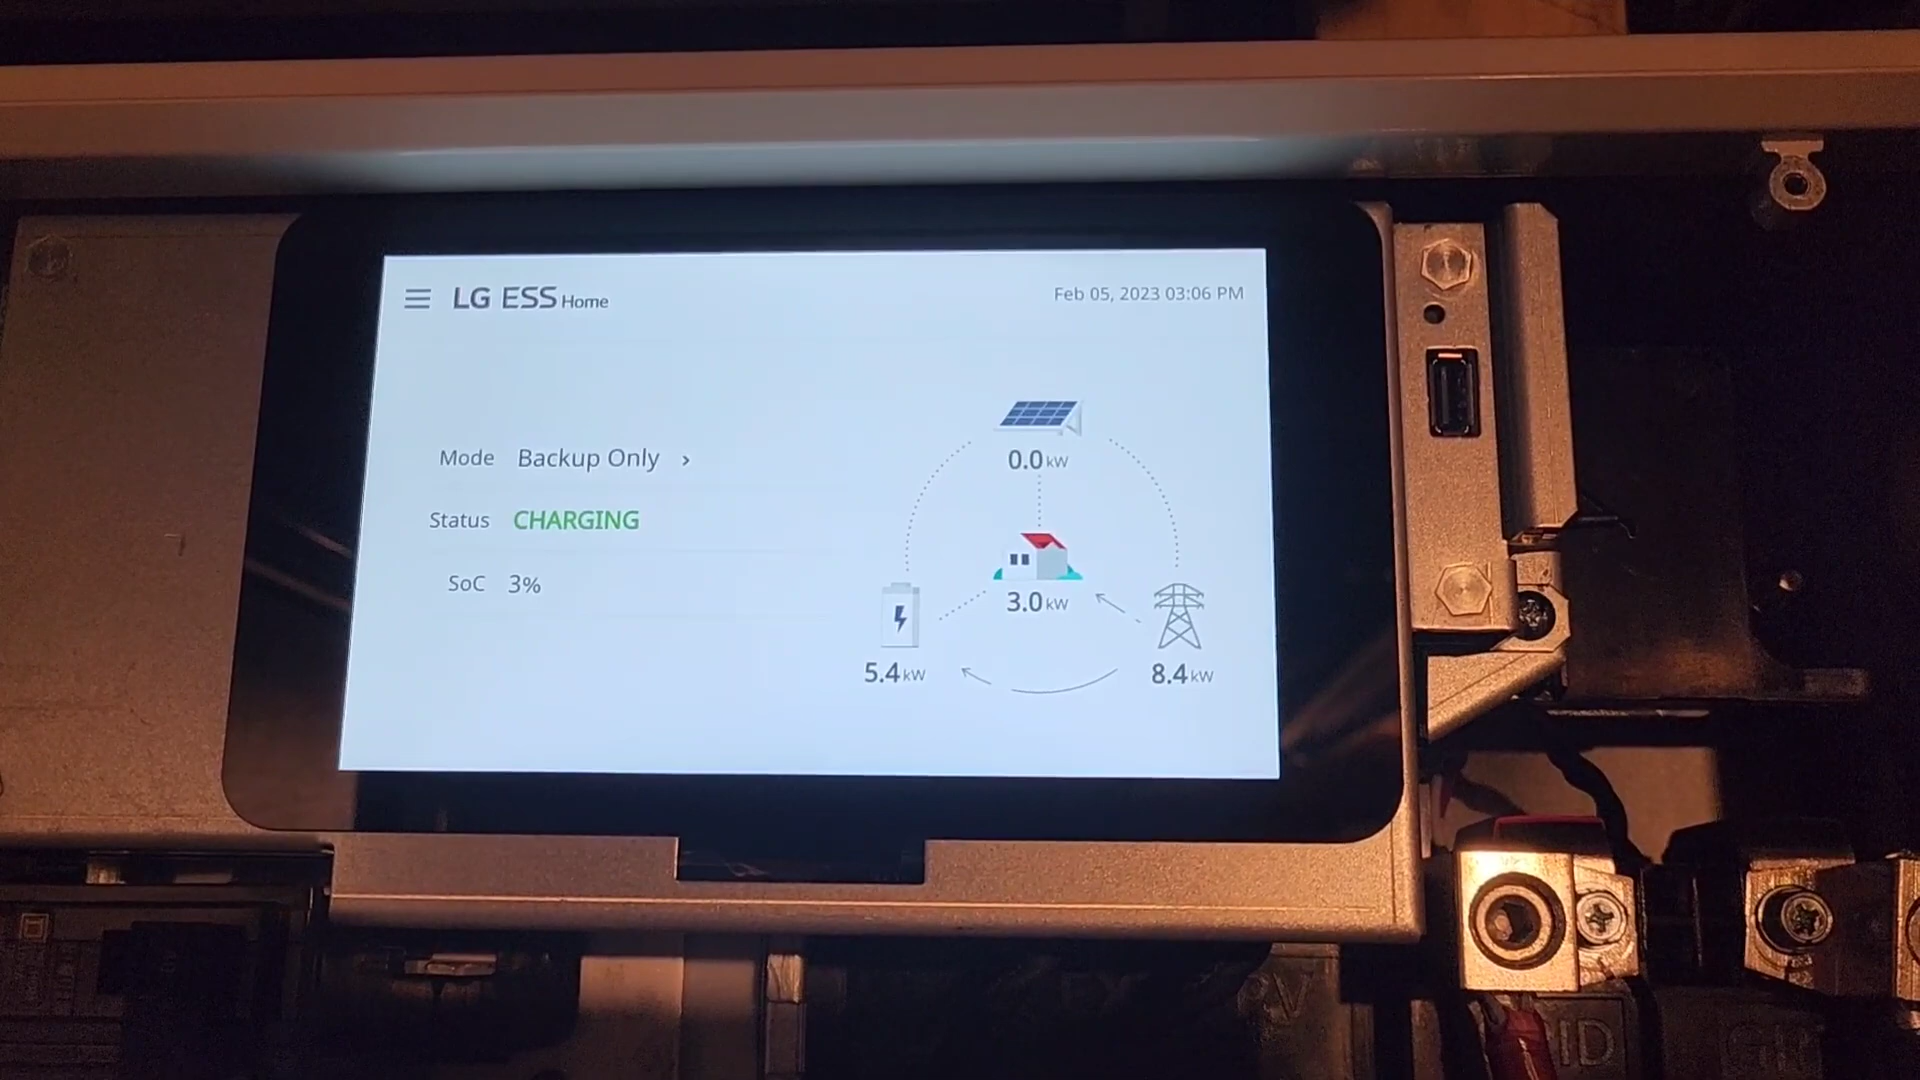 LG ESS Home
Feb 05, 2023 03:06 PM
Mode Backup Only >
Status CHARGING
SoC 3%
0.0 kW
3.0 kW
5.4 kW
8.4 kW